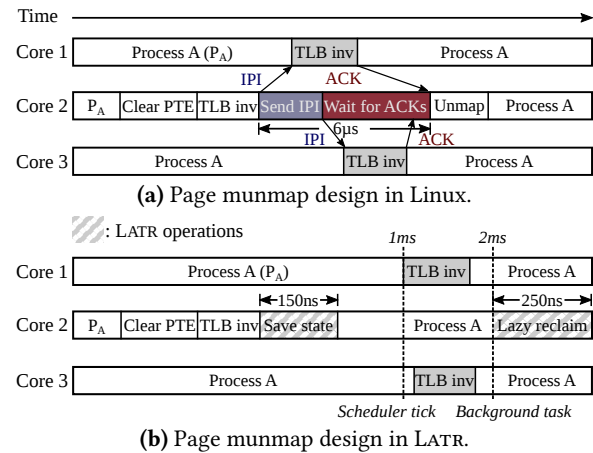 Time
Core 1 Process A (PA) TLB inv Process A
IPI ACK
Core 2 PA Clear PTE TLB inv Send IPI Wait for ACKs Unmap Process A
6µs
IPI ACK
Core 3 Process A TLB inv Process A
(a) Page munmap design in Linux.
: LATR operations 1ms 2ms
Core 1 Process A (PA) TLB inv Process A
150ns 250ns
Core 2 PA Clear PTE TLB inv Save state Process A Lazy reclaim
Core 3 Process A TLB inv Process A
Scheduler tick Background task
(b) Page munmap design in LATR.